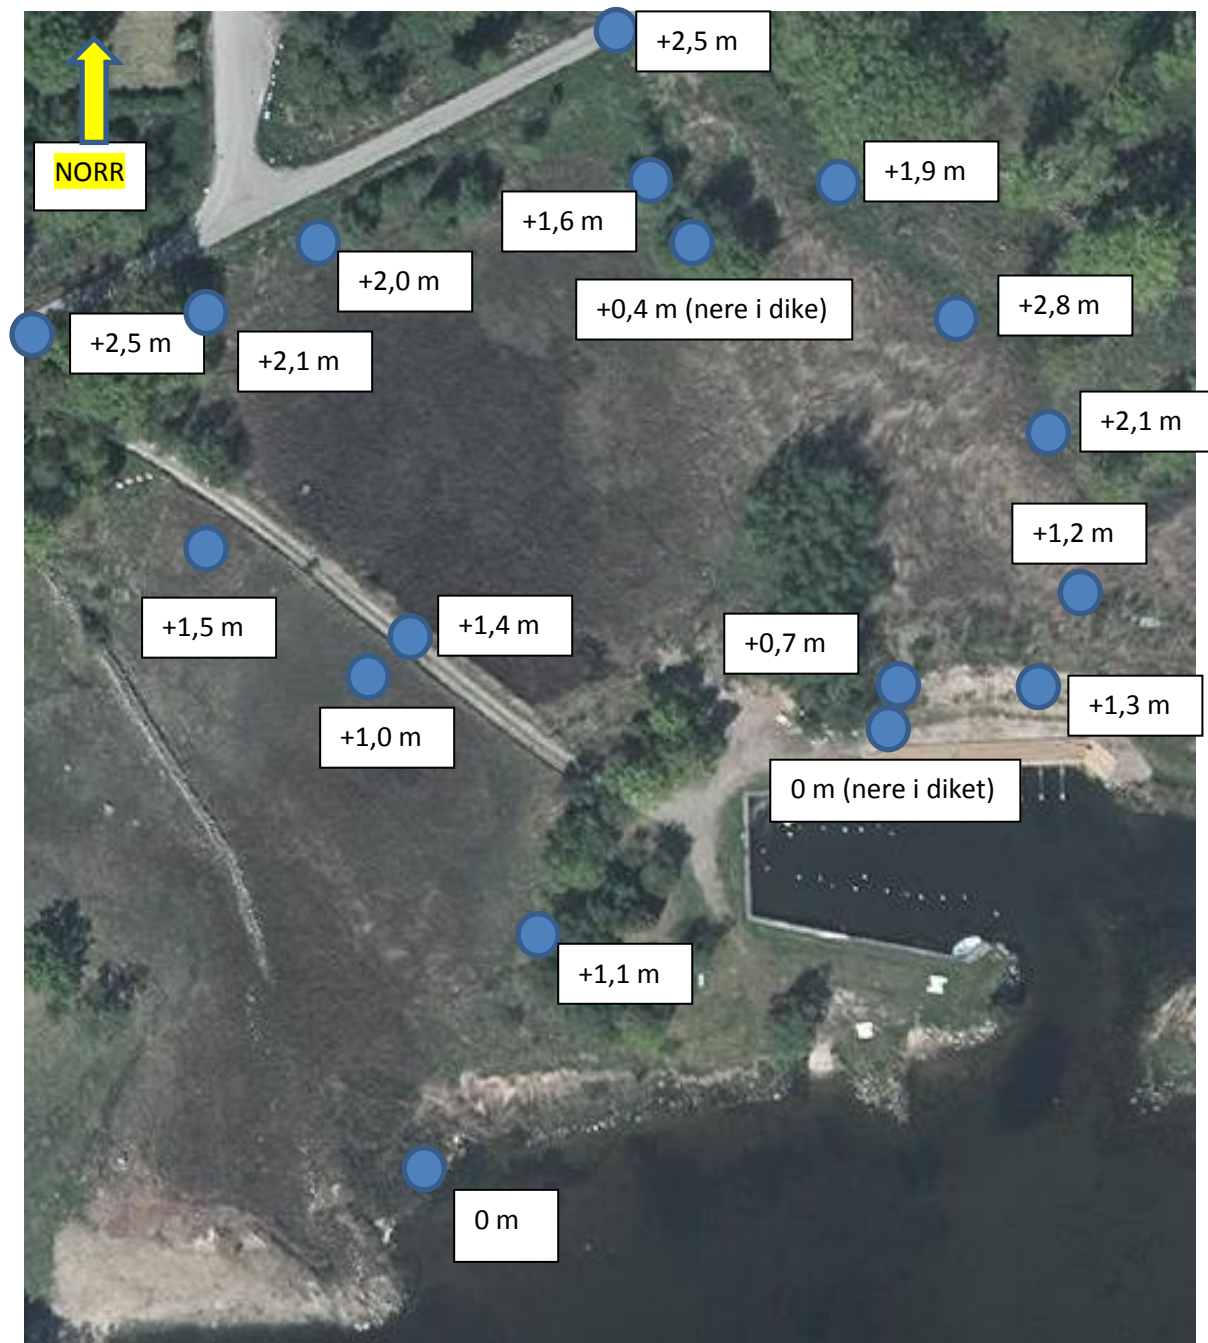 +2,5 m
NORR
+1,9 m
+1,6 m
+2,0 m
+0,4 m (nere i dike)
+2,8 m
+2,5 m
+2,1 m
+2,1 m
+1,2 m
+1,5 m
+1,4 m
+0,7 m
+1,0 m
+1,3 m
0 m (nere i diket)
+1,1 m
0 m